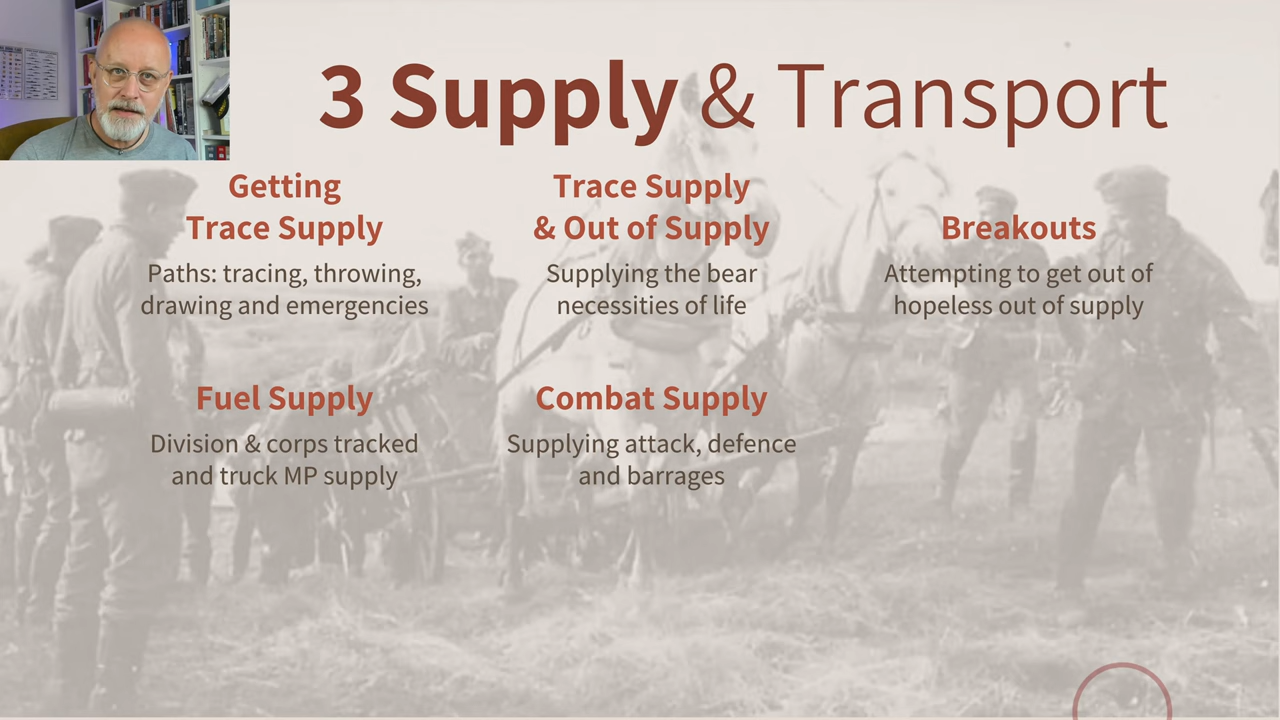 3 Supply & Transport
Getting
Trace Supply
Paths: tracing, throwing,
drawing and emergencies
Trace Supply
& Out of Supply
Supplying the bear
necessities of life
Breakouts
Attempting to get out of
hopeless out of supply
Fuel Supply
Division & corps tracked
and truck MP supply
Combat Supply
Supplying attack, defence
and barrages